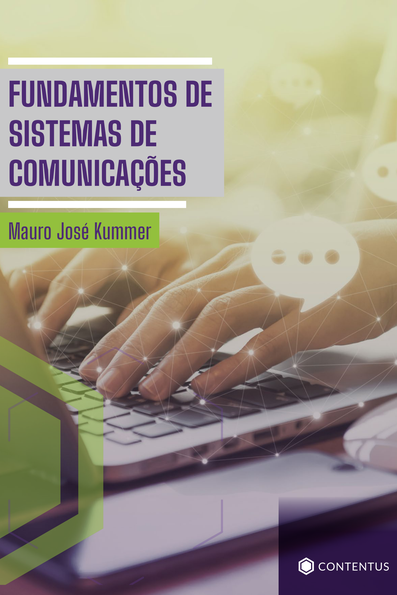 FUNDAMENTOS DE
SISTEMAS DE
COMUNICAÇÕES
Mauro José Kummer
CONTENTUS